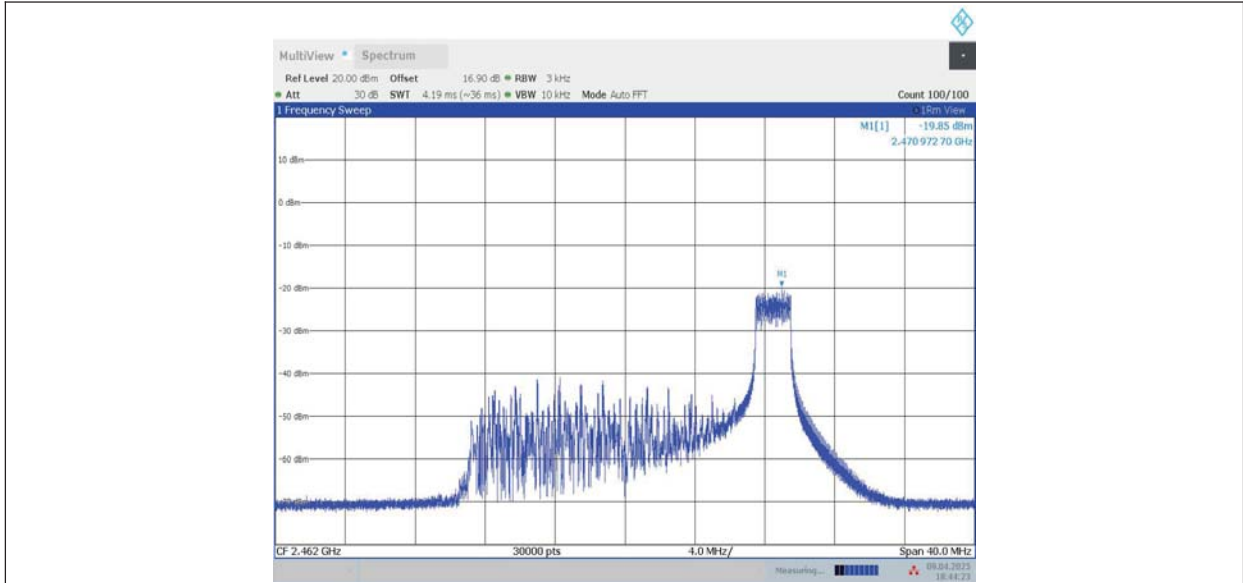 MultiView Spectrum
Ref Level 20.00 dBm Offset 16.90 dB RBW 3 kHz
Att 30 dB SWT 4.19 ms (~36 ms) VBW 10 kHz Mode Auto FFT Count 100/100
1 Frequency Sweep 1Rm View
M1[1] -19.85 dBm
2.470 972 70 GHz
10 dBm
0 dBm
-10 dBm
M1
-20 dBm
-30 dBm
-40 dBm
-50 dBm
-60 dBm
CF 2.462 GHz 30000 pts 4.0 MHz/ Span 40.0 MHz
Measuring... 09.04.2025
18:44:23